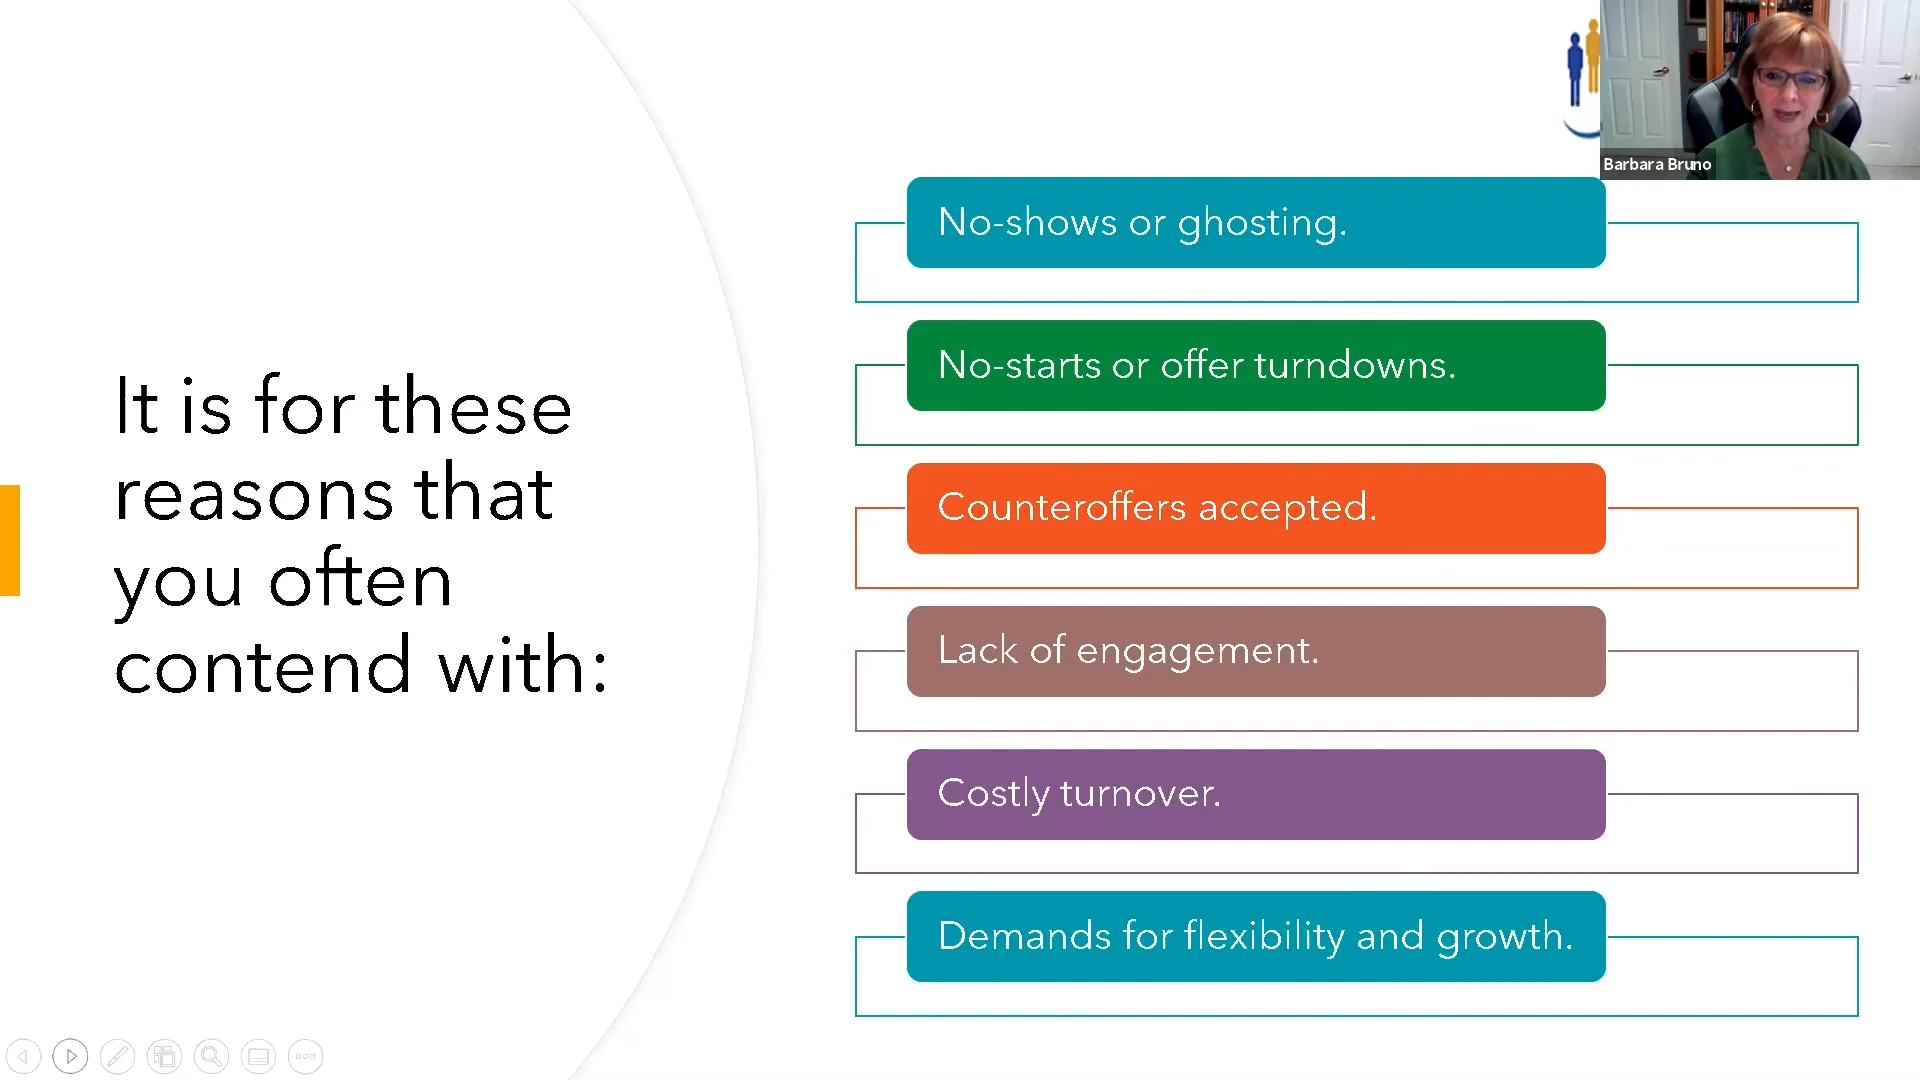 Barbara Bruno
It is for these
reasons that
you often
contend with:
No-shows or ghosting.
No-starts or offer turndowns.
Counteroffers accepted.
Lack of engagement.
Costly turnover.
Demands for flexibility and growth.